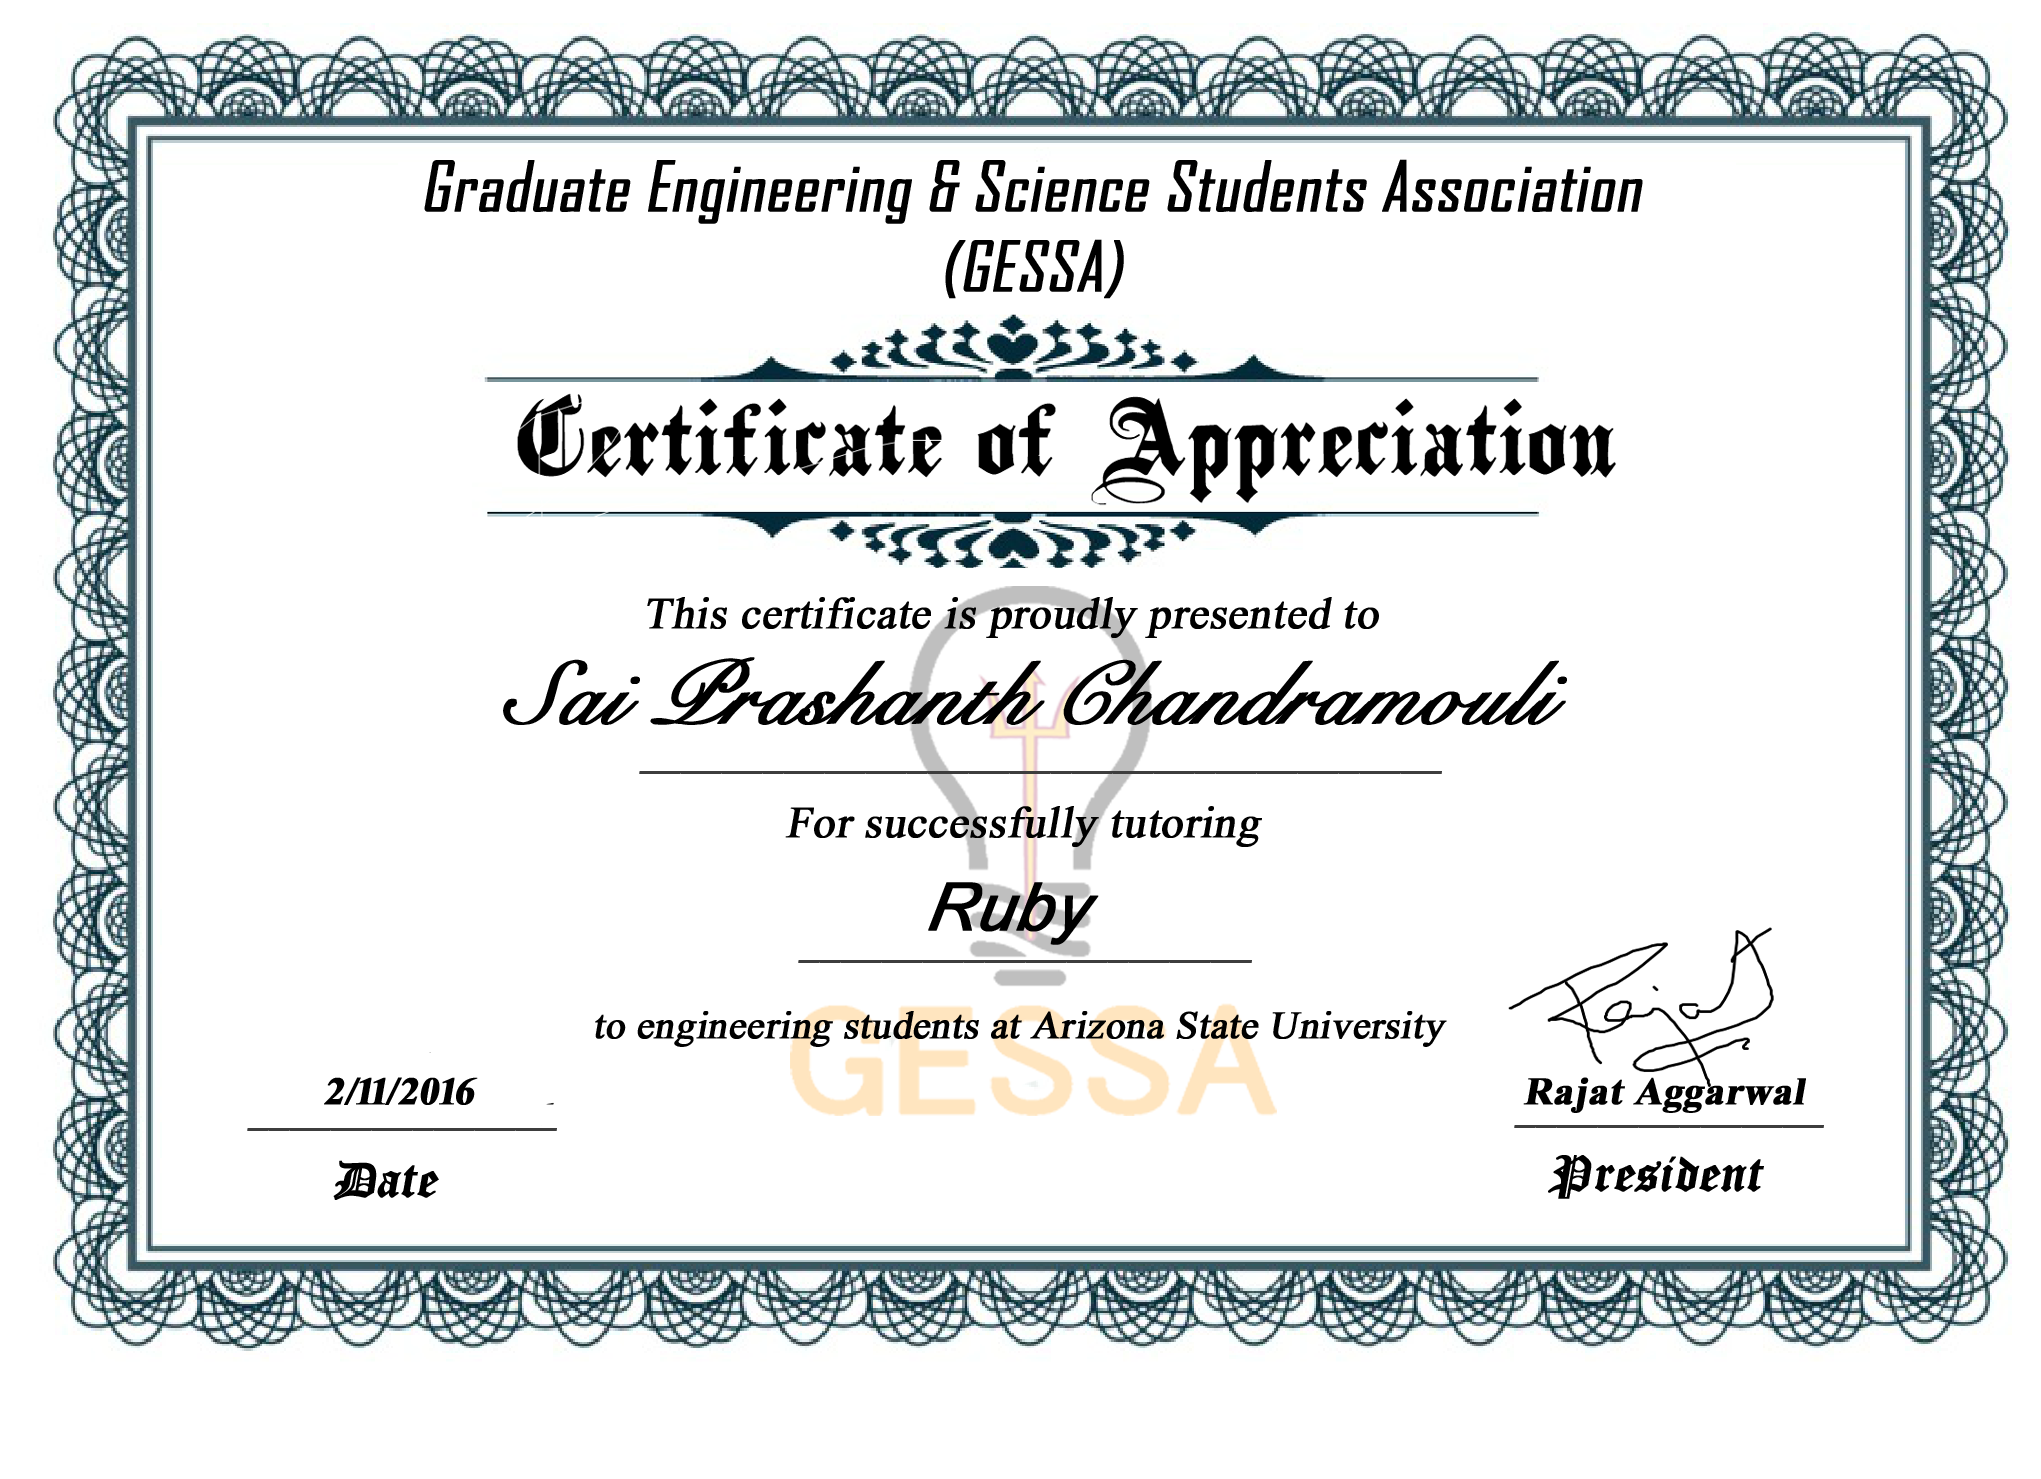 Graduate Engineering & Science Students Association
(GESSA)
Certificate of Appreciation
This certificate is proudly presented to
Sai Prashanth Chandramouli
For successfully tutoring
Ruby
to engineering students at Arizona State University
GESSA
2/11/2016
Date
Rajat
Rajat Aggarwal
President